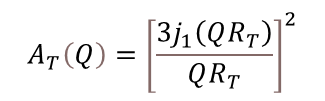 A_T(Q) = [3j_1(QR_T) / QR_T]^2